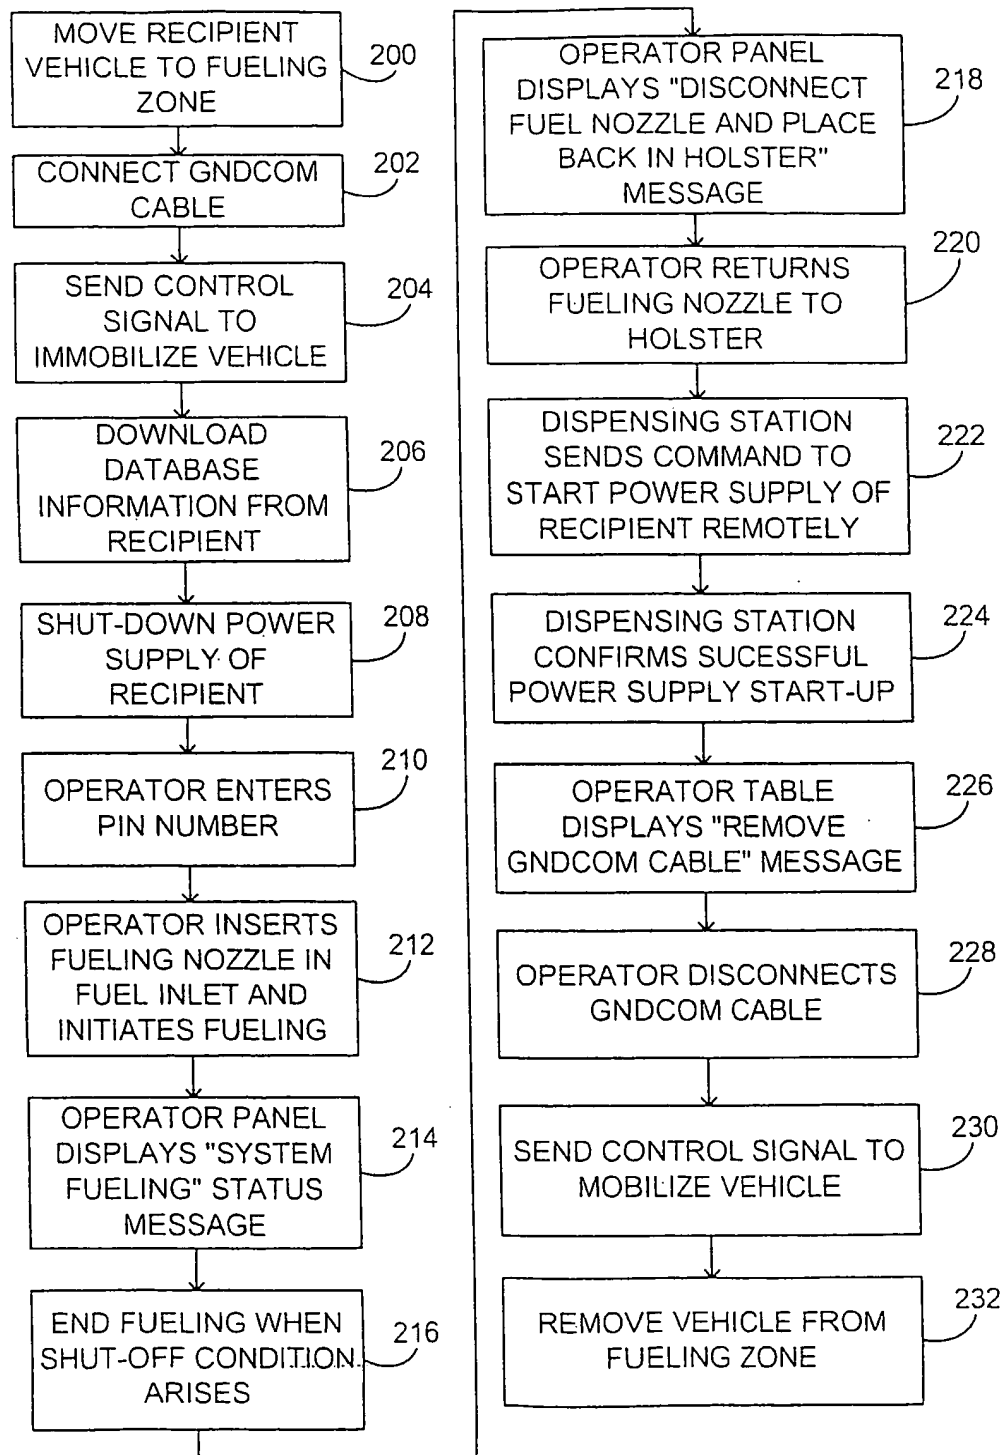 MOVE RECIPIENT
VEHICLE TO FUELING
ZONE
200
CONNECT GNDCOM
CABLE
202
SEND CONTROL
SIGNAL TO
IMMOBILIZE VEHICLE
204
DOWNLOAD
DATABASE
INFORMATION FROM
RECIPIENT
206
SHUT-DOWN POWER
SUPPLY OF
RECIPIENT
208
OPERATOR ENTERS
PIN NUMBER
210
OPERATOR INSERTS
FUELING NOZZLE IN
FUEL INLET AND
INITIATES FUELING
212
OPERATOR PANEL
DISPLAYS "SYSTEM
FUELING" STATUS
MESSAGE
214
END FUELING WHEN
SHUT-OFF CONDITION
ARISES
216
OPERATOR PANEL
DISPLAYS "DISCONNECT
FUEL NOZZLE AND PLACE
BACK IN HOLSTER"
MESSAGE
218
OPERATOR RETURNS
FUELING NOZZLE TO
HOLSTER
220
DISPENSING STATION
SENDS COMMAND TO
START POWER SUPPLY OF
RECIPIENT REMOTELY
222
DISPENSING STATION
CONFIRMS SUCESSFUL
POWER SUPPLY START-UP
224
OPERATOR TABLE
DISPLAYS "REMOVE
GNDCOM CABLE" MESSAGE
226
OPERATOR DISCONNECTS
GNDCOM CABLE
228
SEND CONTROL SIGNAL TO
MOBILIZE VEHICLE
230
REMOVE VEHICLE FROM
FUELING ZONE
232